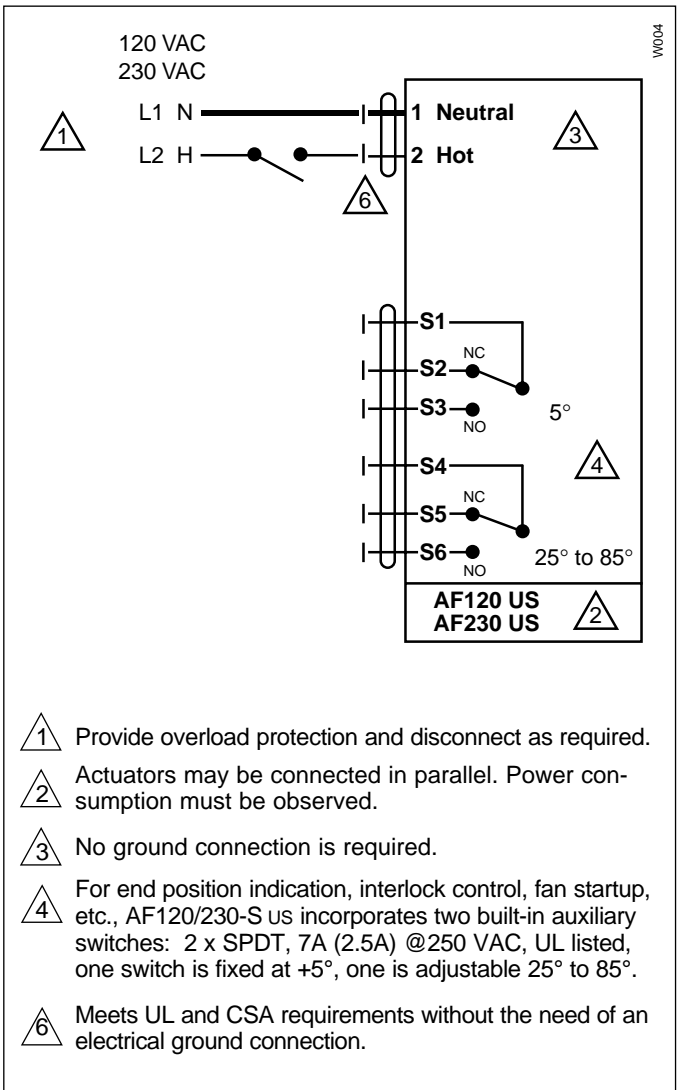 W004
120 VAC
230 VAC
L1 N
1 Neutral
1
3
L2 H
2 Hot
6
S1
S2
NC
S3
NO
5°
S4
4
S5
NC
S6
NO
25° to 85°
AF120 US
AF230 US
2
1 Provide overload protection and disconnect as required.
2 Actuators may be connected in parallel. Power con-
sumption must be observed.
3 No ground connection is required.
4 For end position indication, interlock control, fan startup,
etc., AF120/230-S US incorporates two built-in auxiliary
switches: 2 x SPDT, 7A (2.5A) @250 VAC, UL listed,
one switch is fixed at +5°, one is adjustable 25° to 85°.
6 Meets UL and CSA requirements without the need of an
electrical ground connection.